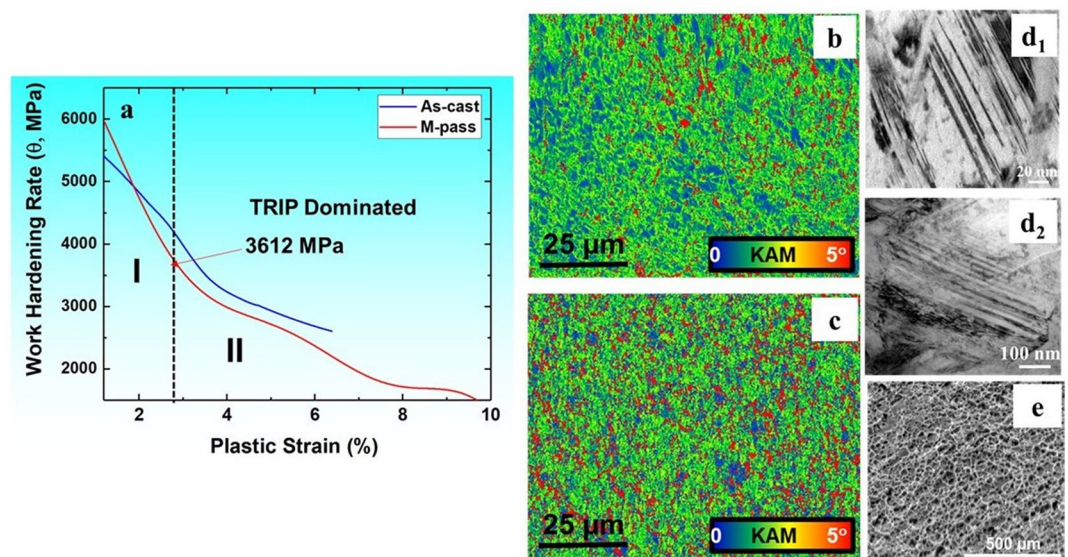 a
As-cast
M-pass
Work Hardening Rate (θ, MPa)
6000
5000
4000
3000
2000
TRIP Dominated
3612 MPa
I
II
2
4
6
8
10
Plastic Strain (%)
b
25 μm
0 KAM 5°
c
25 μm
0 KAM 5°
d1
20 nm
d2
100 nm
e
500 μm